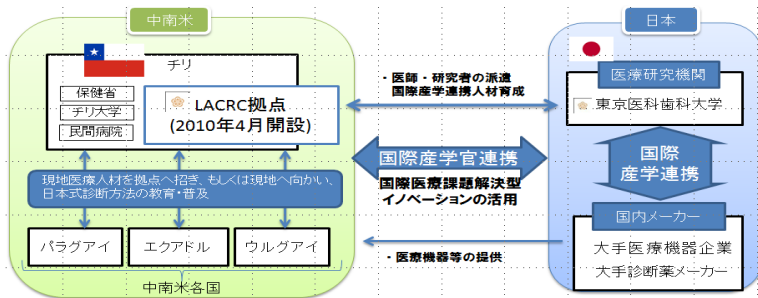 中南米
チリ
保健省
チリ大学
民間病院
LACRC拠点
(2010年4月開設)
現地医療人材を拠点へ招き、もしくは現地へ向かい、
日本式診断方法の教育・普及
パラグアイ
エクアドル
ウルグアイ
中南米各国
・医師・研究者の派遣
国際産学連携人材育成
国際産学官連携
国際医療課題解決型
イノベーションの活用
・医療機器等の提供
日本
医療研究機関
東京医科歯科大学
国際
産学連携
国内メーカー
大手医療機器企業
大手診断薬メーカー